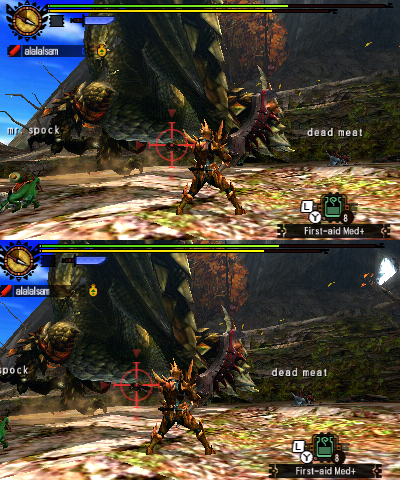 alalalsam
mr. spock
dead meat
L
Y
8
First-aid Med+
alalalsam
spock
dead meat
L
Y
8
First-aid Med+